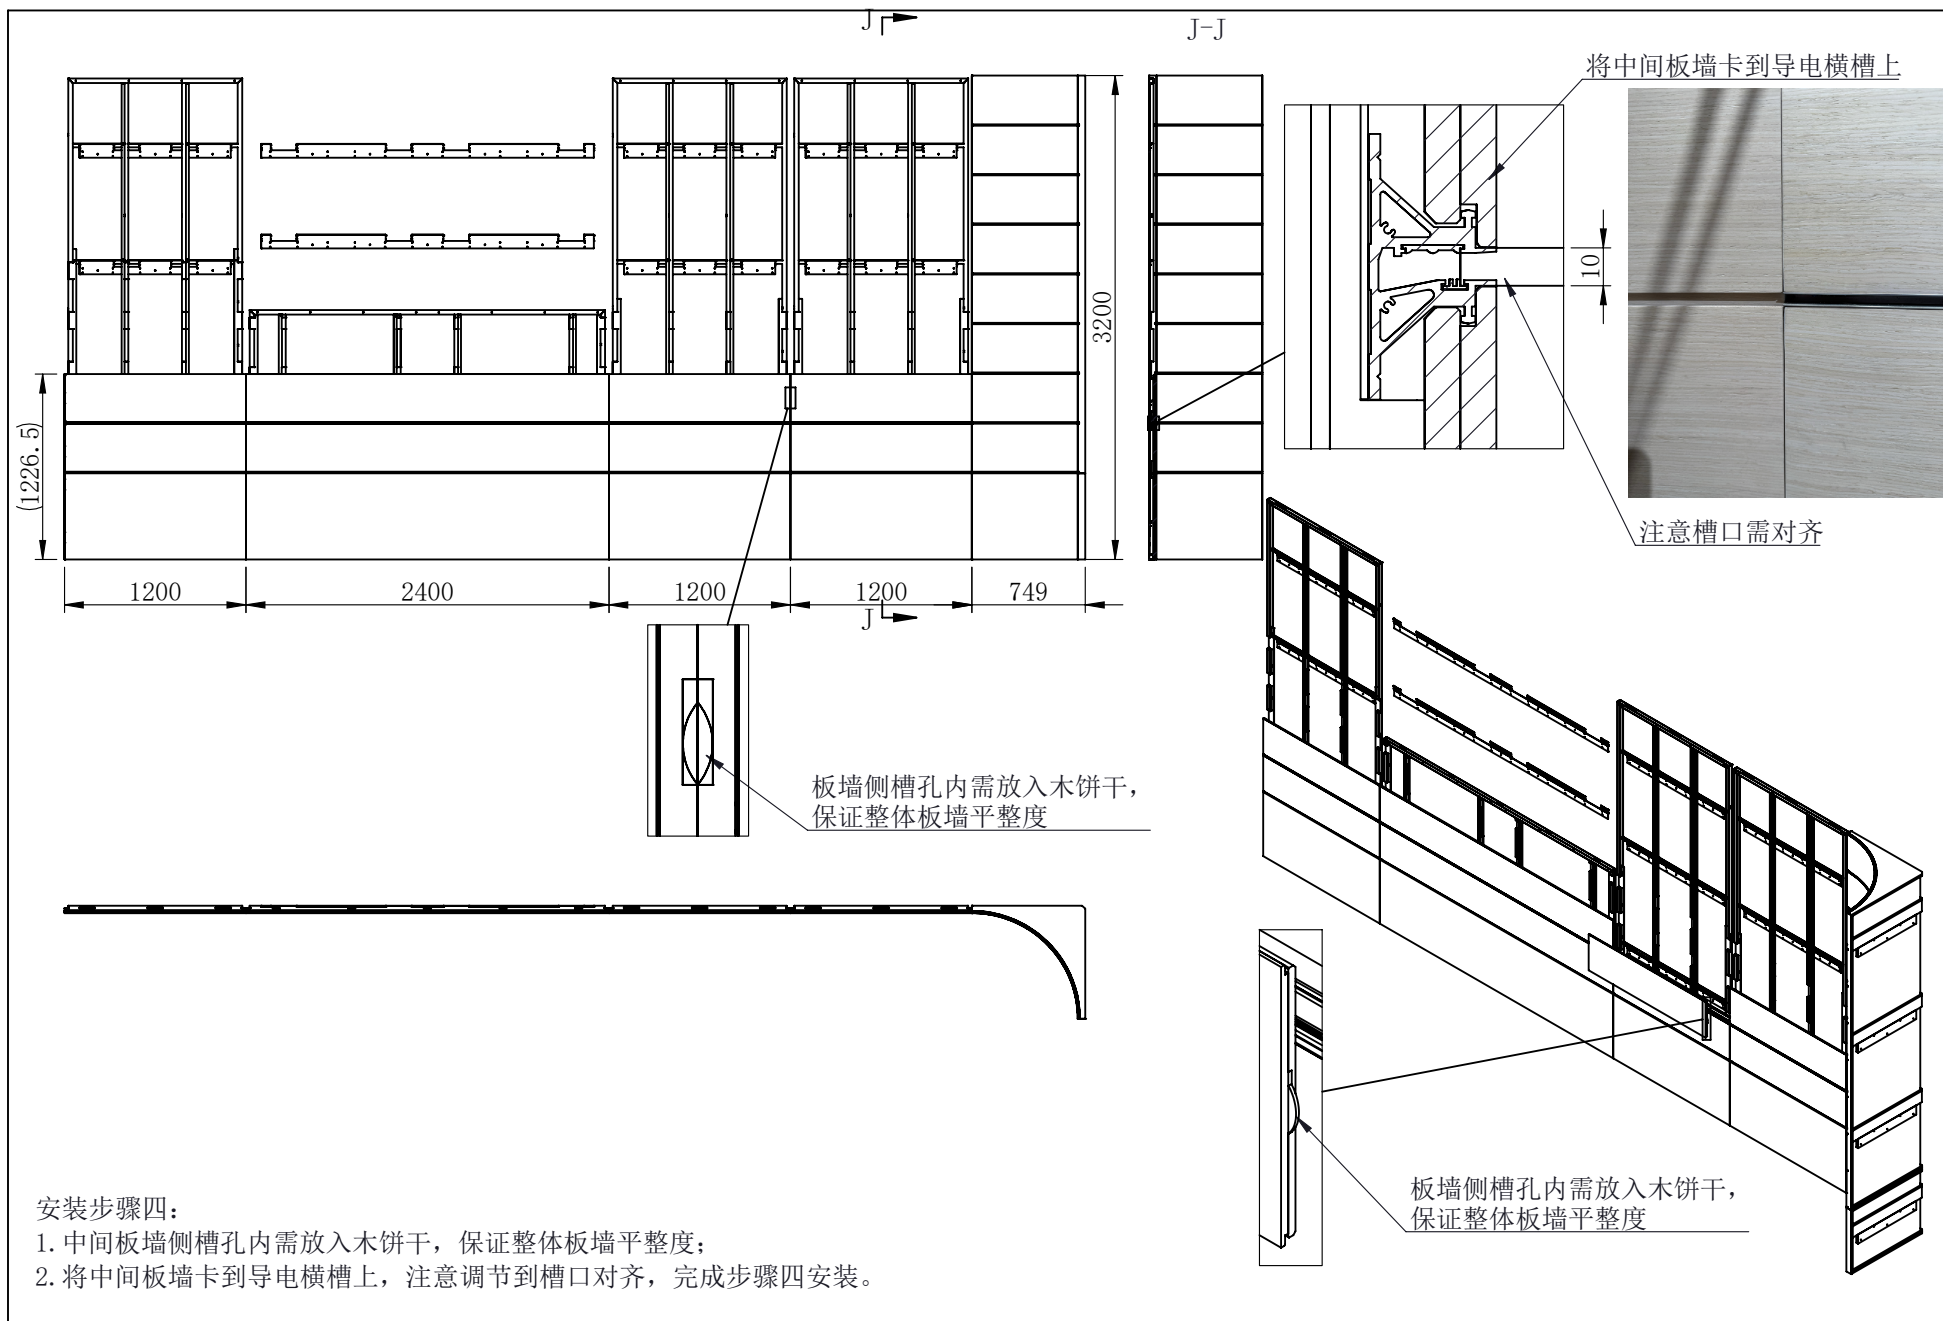 J
J-J
将中间板墙卡到导电横槽上
10
3200
(1226.5)
注意槽口需对齐
1200
2400
1200
1200
749
J
板墙侧槽孔内需放入木饼干，
保证整体板墙平整度
板墙侧槽孔内需放入木饼干，
保证整体板墙平整度
安装步骤四：
1.中间板墙侧槽孔内需放入木饼干，保证整体板墙平整度；
2.将中间板墙卡到导电横槽上，注意调节到槽口对齐，完成步骤四安装。